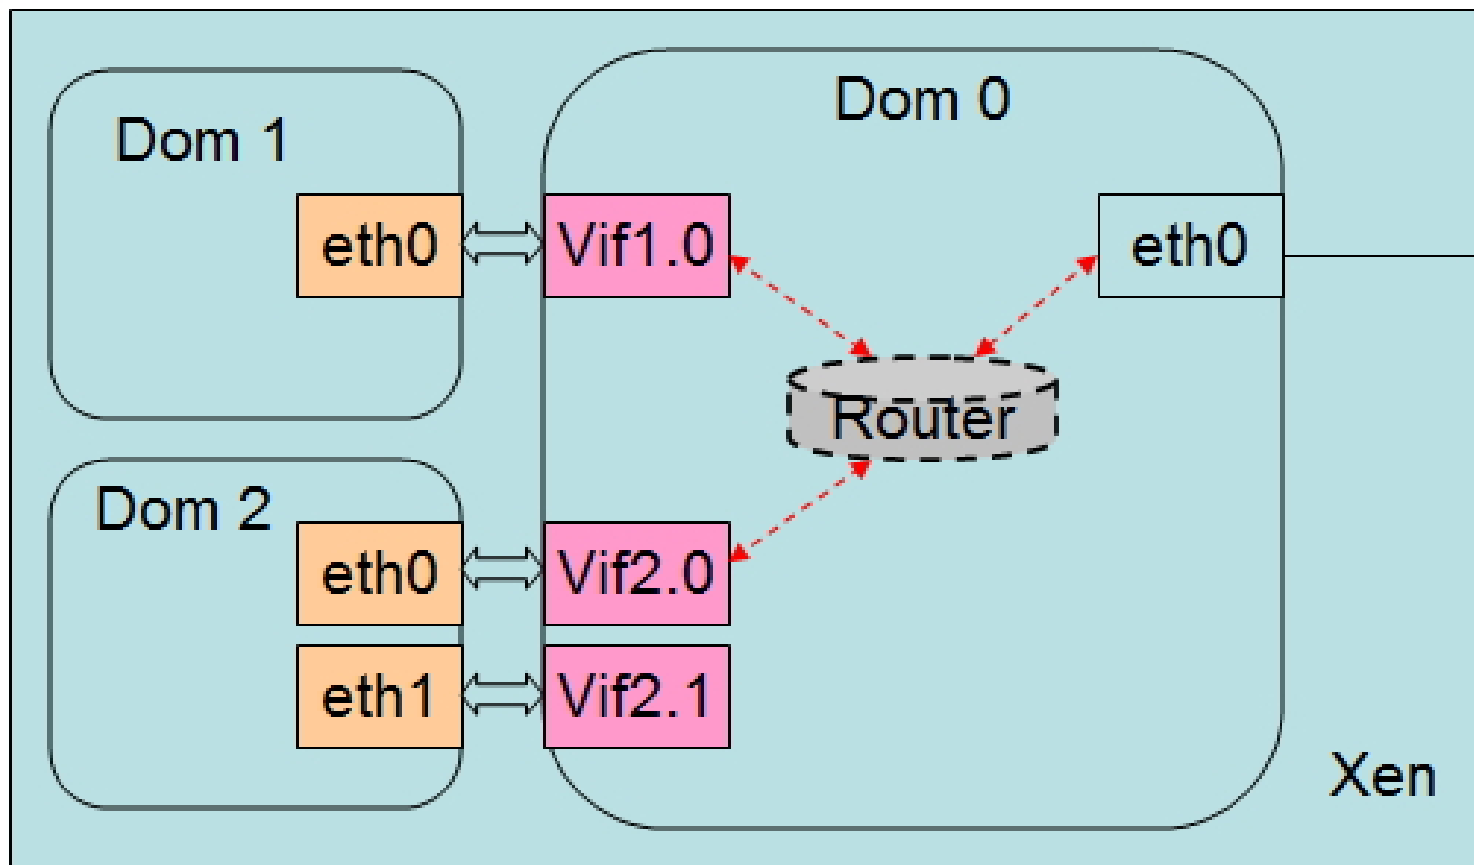 Dom 0
Dom 1
eth0
Vif1.0
eth0
Router
Dom 2
eth0
Vif2.0
eth1
Vif2.1
Xen